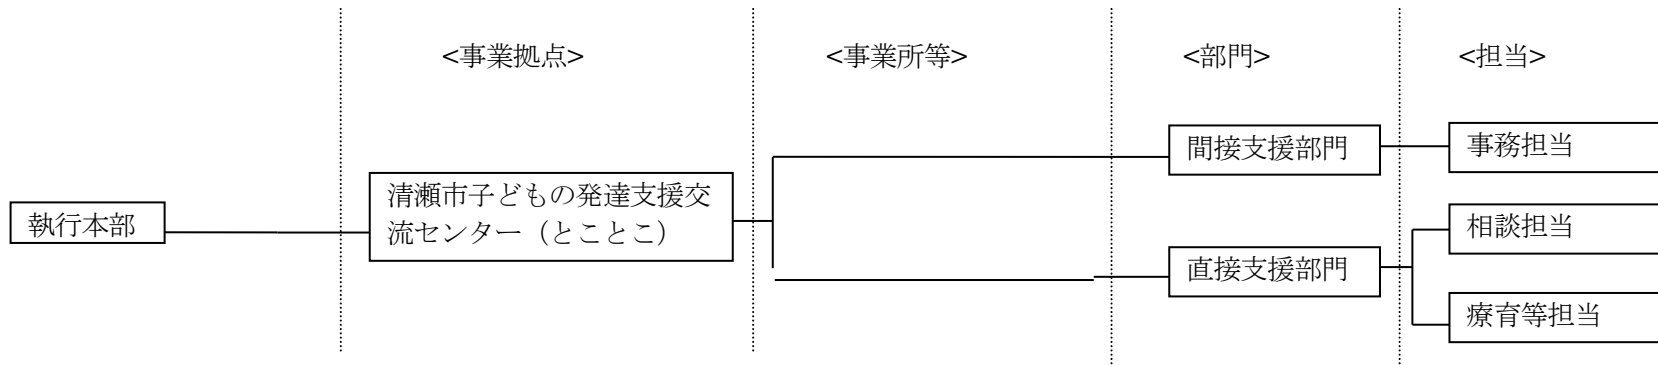 <事業拠点>
<事業所等>
<部門>
<担当>
執行本部
清瀬市子どもの発達支援交
流センター（とことこ）
間接支援部門
事務担当
直接支援部門
相談担当
療育等担当